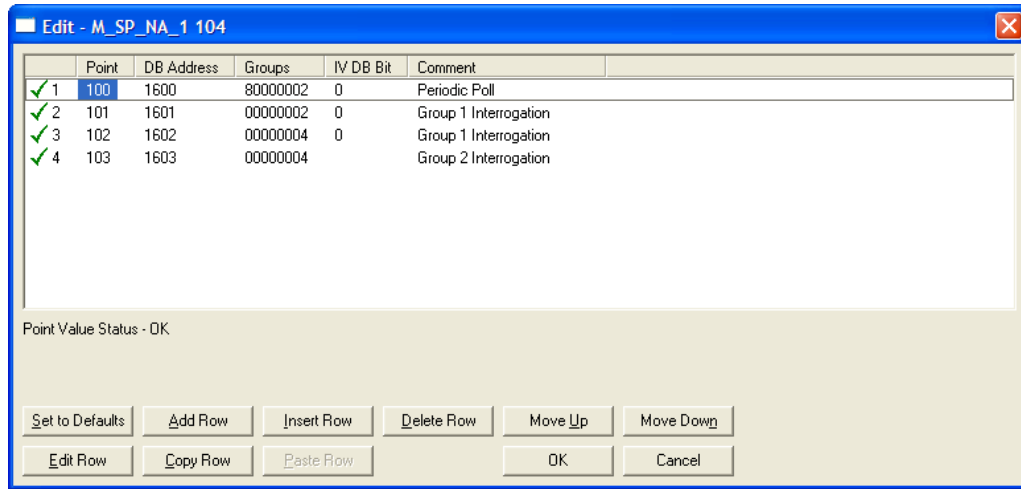 Edit - M_SP_NA_1 104
Point DB Address Groups IV DB Bit Comment
1 100 1600 80000002 0 Periodic Poll
2 101 1601 00000002 0 Group 1 Interrogation
3 102 1602 00000004 0 Group 1 Interrogation
4 103 1603 00000004 Group 2 Interrogation
Point Value Status - OK
Set to Defaults Add Row Insert Row Delete Row Move Up Move Down
Edit Row Copy Row Paste Row OK Cancel